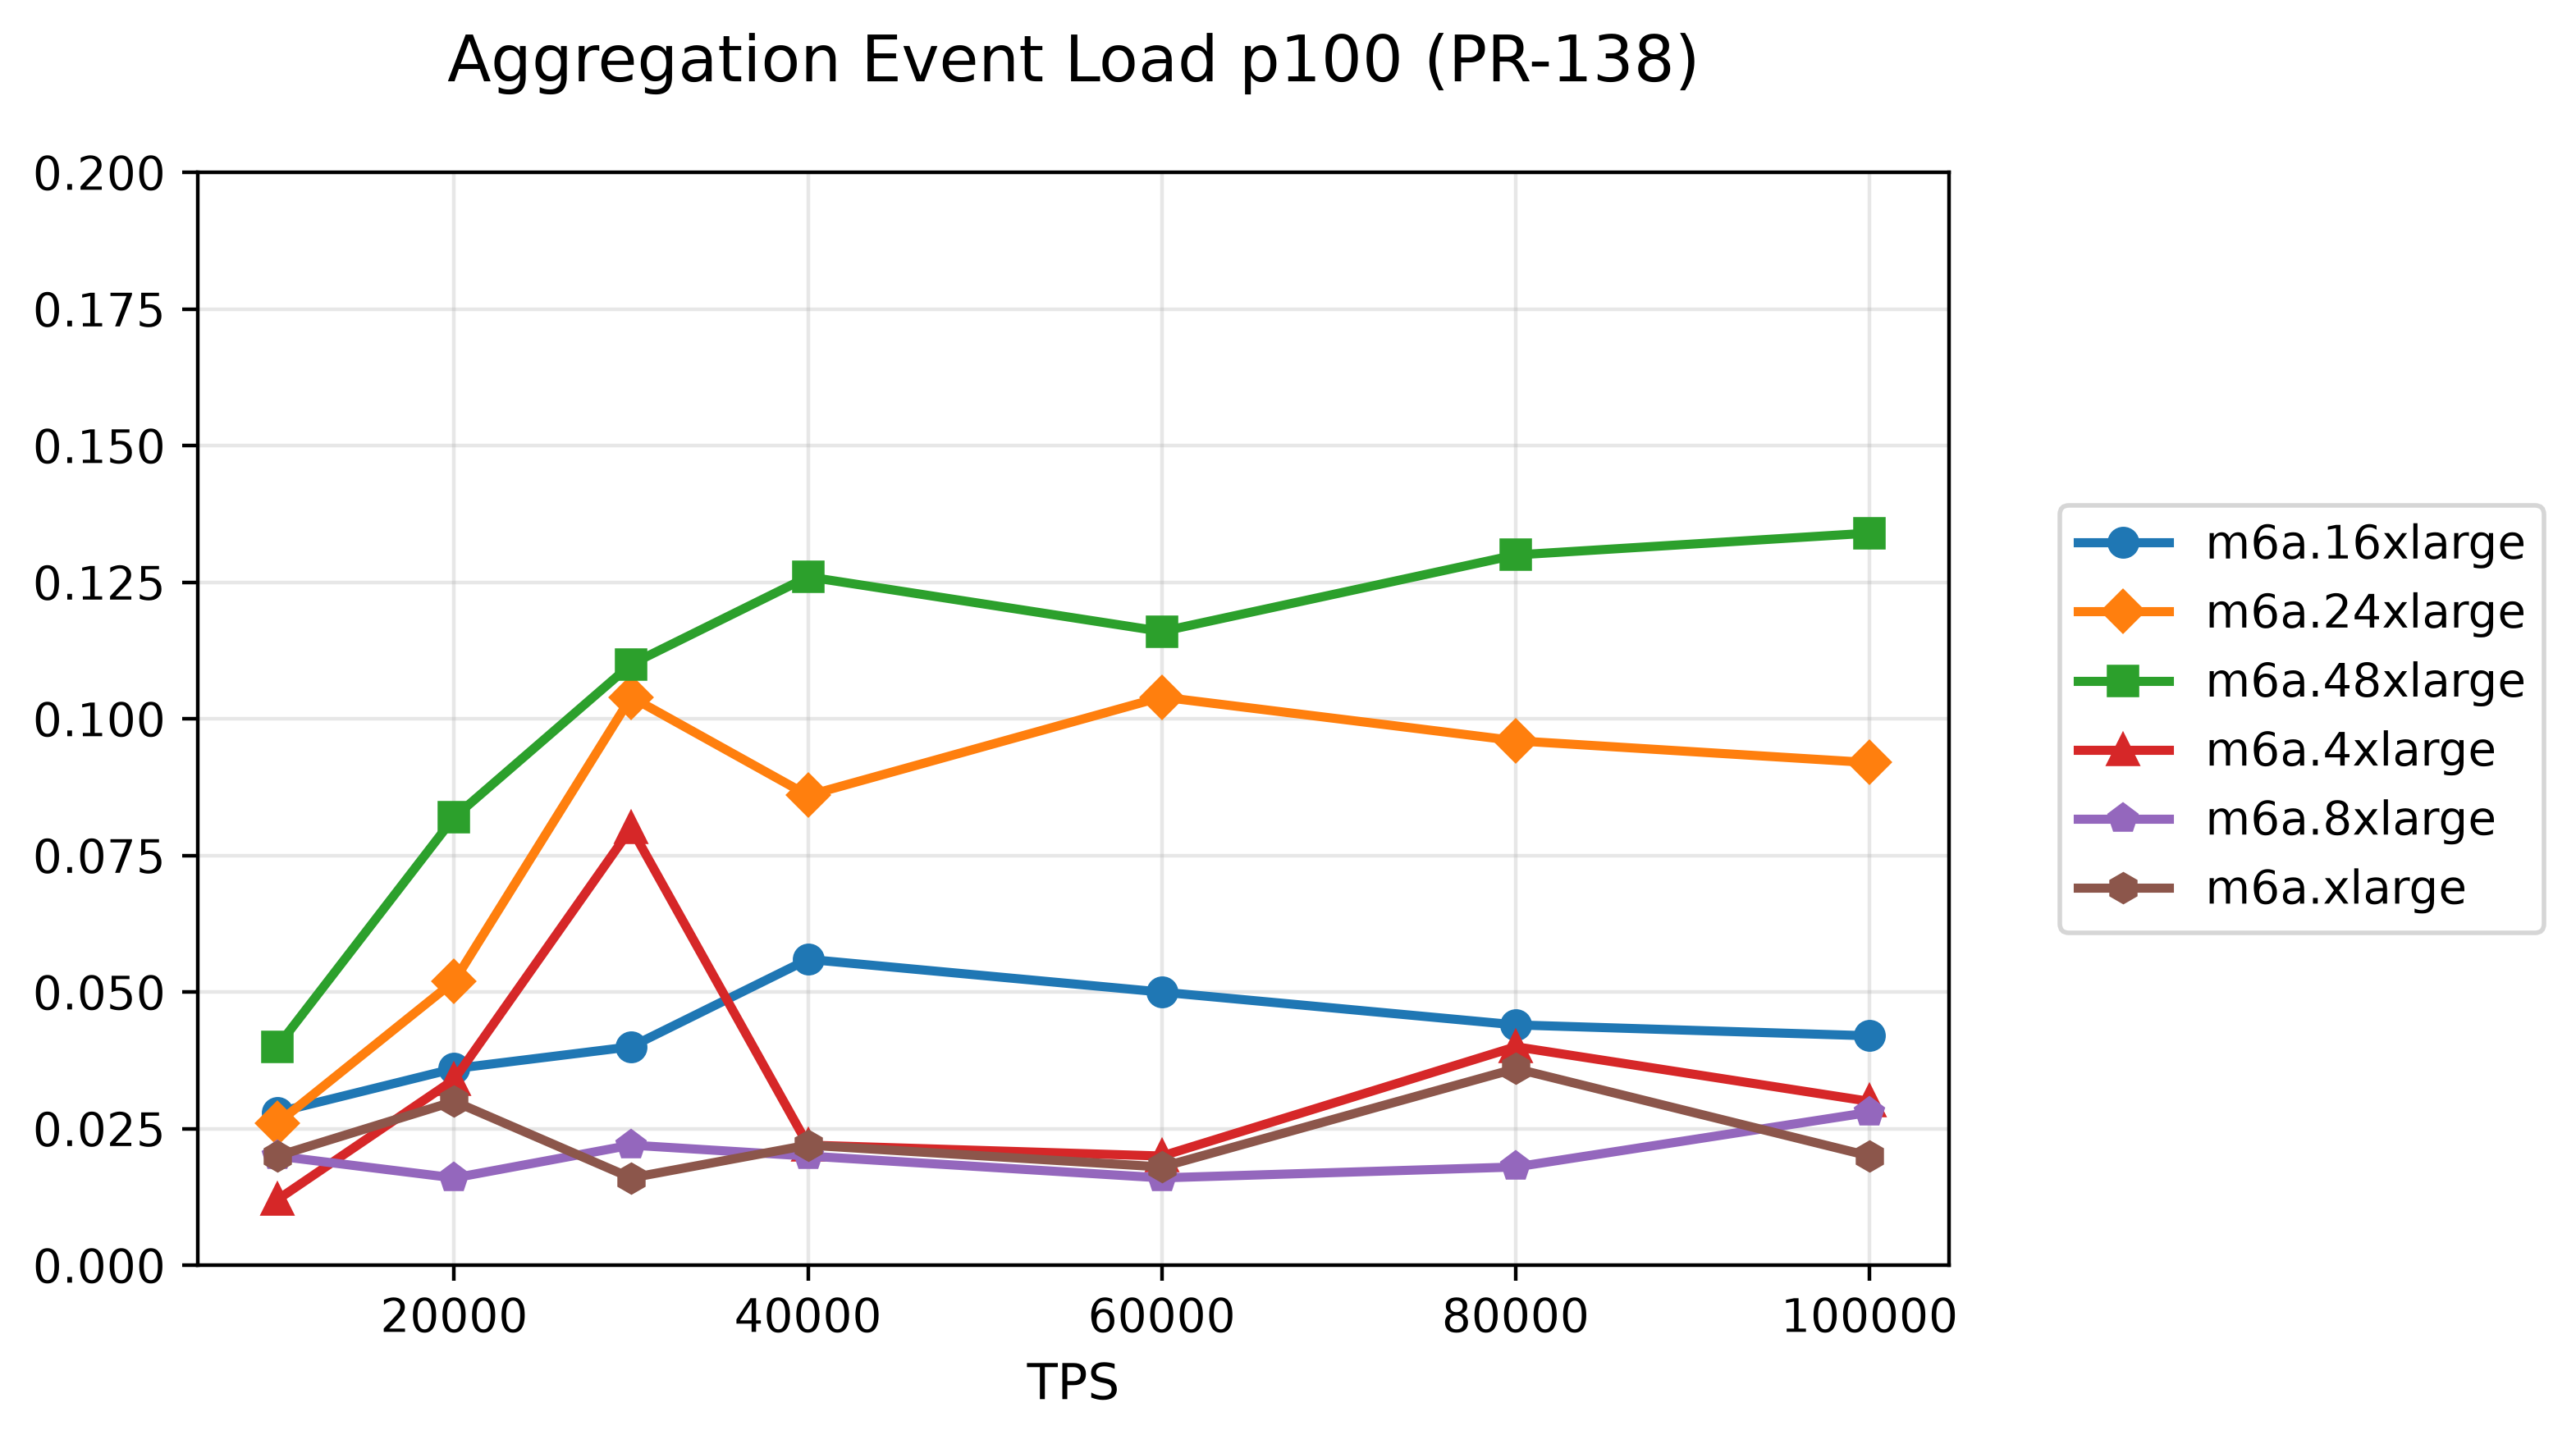 Aggregation Event Load p100 (PR-138)
0.200
0.175
0.150
0.125
0.100
0.075
0.050
0.025
0.000
20000 40000 60000 80000 100000
TPS
m6a.16xlarge
m6a.24xlarge
m6a.48xlarge
m6a.4xlarge
m6a.8xlarge
m6a.xlarge